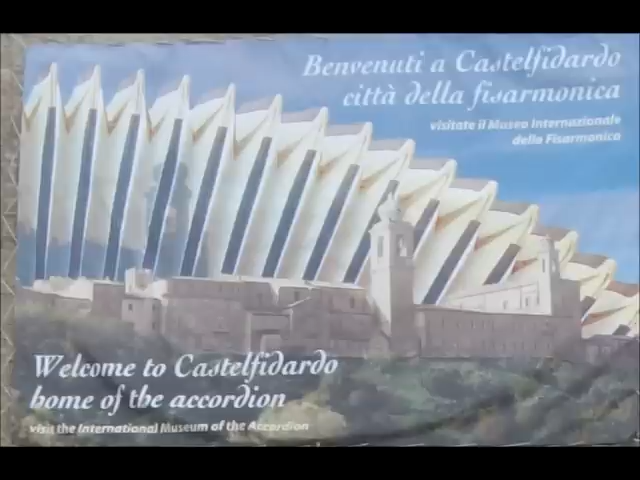 Benvenuti a Castelfidardo
città della fisarmonica
visitate il Museo Internazionale
della Fisarmonica
Welcome to Castelfidardo
home of the accordion
visit the International Museum of the Accordion